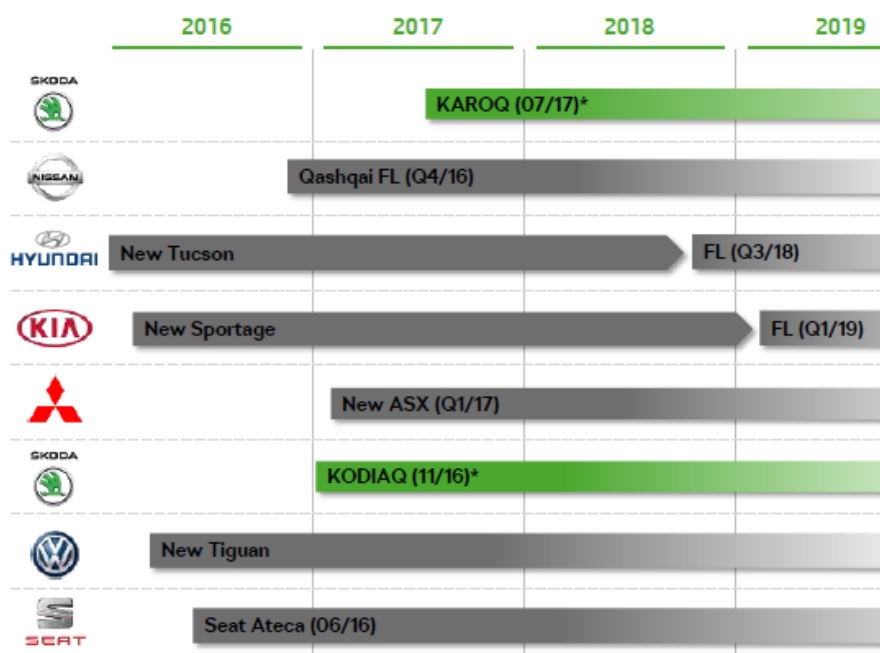 2016 2017 2018 2019
ŠKODA
KAROQ (07/17)*
NISSAN
Qashqai FL (Q4/16)
HYUNDAI
New Tucson
FL (Q3/18)
KIA
New Sportage
FL (Q1/19)
New ASX (Q1/17)
ŠKODA
KODIAQ (11/16)*
New Tiguan
SEAT
Seat Ateca (06/16)